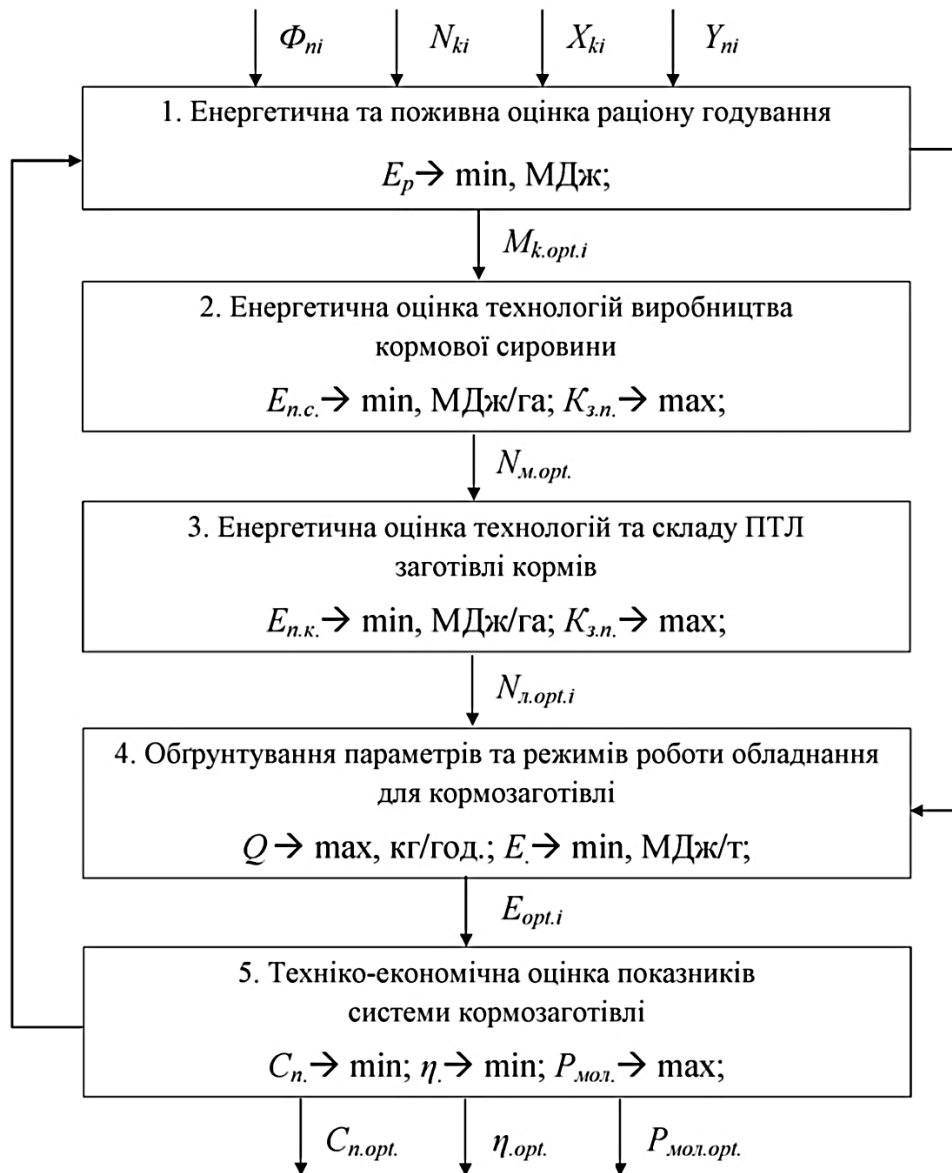 Φni Nki Xki Yni
1. Енергетична та поживна оцінка раціону годування
Ep→ min, МДж;
Mk.opt.i
2. Енергетична оцінка технологій виробництва
кормової сировини
Eп.с.→ min, МДж/га; Kз.п.→ max;
Nм.opt.
3. Енергетична оцінка технологій та складу ПТЛ
заготівлі кормів
Eп.к.→ min, МДж/га; Kз.п.→ max;
Nл.opt.i
4. Обґрунтування параметрів та режимів роботи обладнання
для кормозаготівлі
Q → max, кг/год.; E.→ min, МДж/т;
Eopt.i
5. Техніко-економічна оцінка показників
системи кормозаготівлі
Cп.→ min; η.→ min; Pмол.→ max;
Cп.opt. η.opt. Pмол.opt.